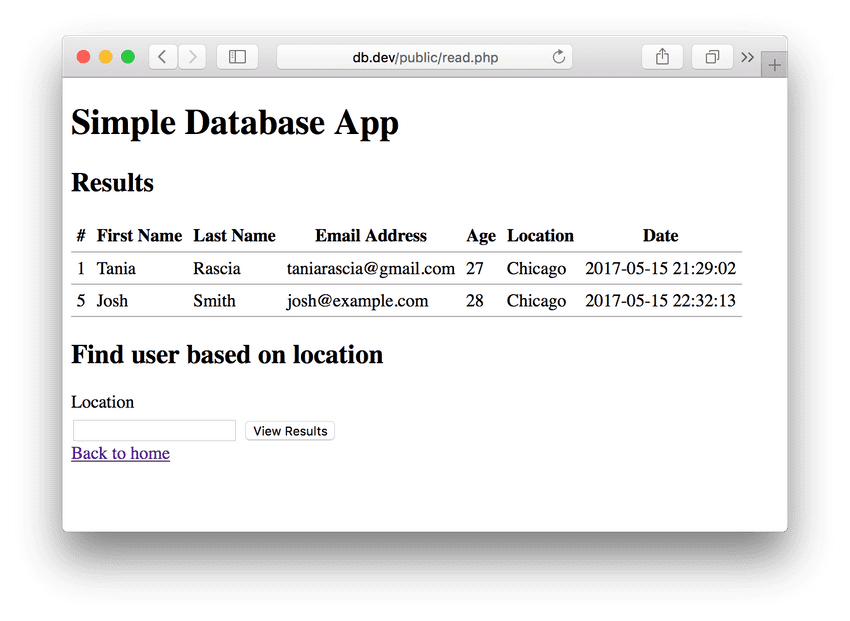 db.dev/public/read.php
Simple Database App
Results
# First Name Last Name Email Address Age Location Date
1 Tania Rascia taniarascia@gmail.com 27 Chicago 2017-05-15 21:29:02
5 Josh Smith josh@example.com 28 Chicago 2017-05-15 22:32:13
Find user based on location
Location
View Results
Back to home